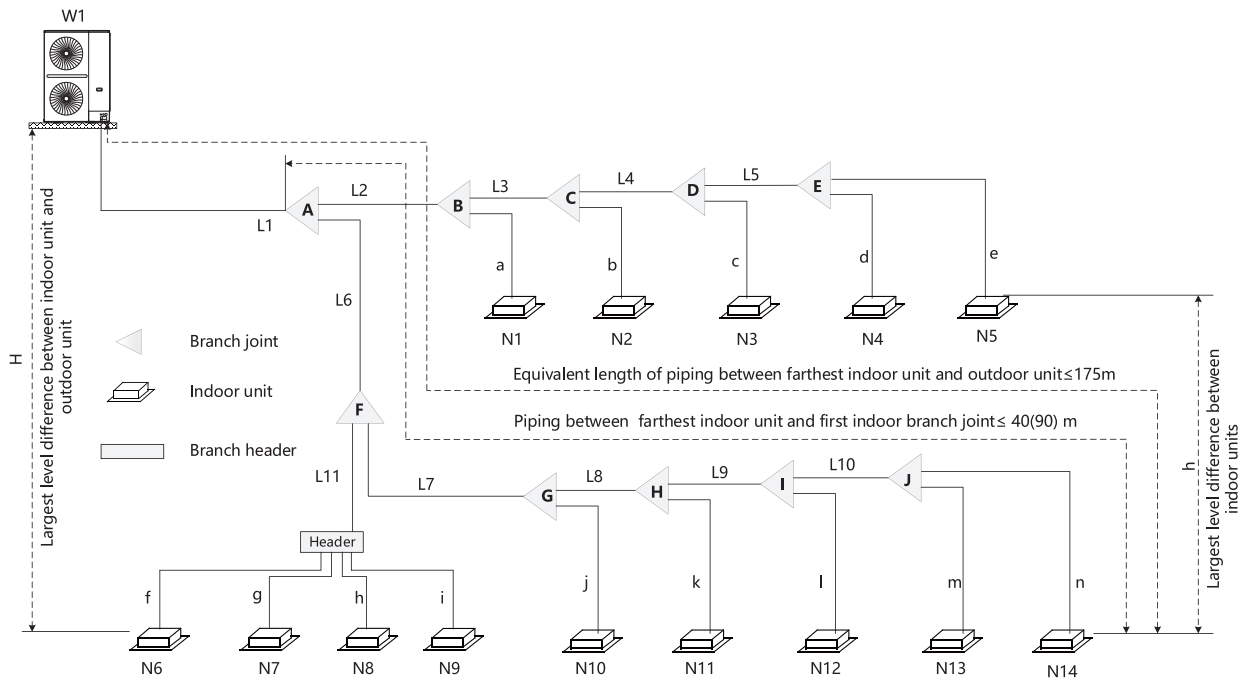 W1
A
B
C
D
E
L1
L2
L3
L4
L5
a
b
c
d
e
N1
N2
N3
N4
N5
H
Largest level difference between indoor unit and
outdoor unit
L6
Branch joint
Indoor unit
Branch header
Equivalent length of piping between farthest indoor unit and outdoor unit≤175m
Piping between farthest indoor unit and first indoor branch joint≤ 40(90) m
h
Largest level difference between
indoor units
F
L11
L7
G
L8
H
L9
I
L10
J
Header
f
g
h
i
j
k
l
m
n
N6
N7
N8
N9
N10
N11
N12
N13
N14